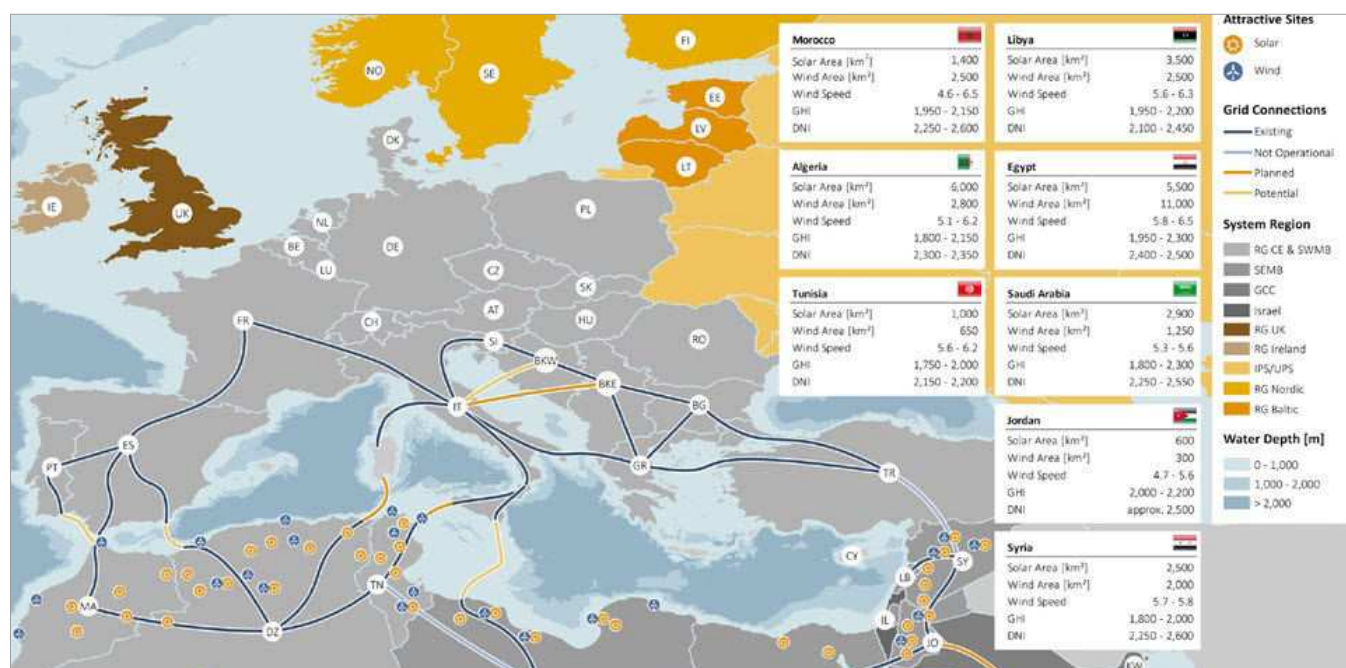 Morocco
Solar Area [km²] 1,400
Wind Area [km²] 2,500
Wind Speed 4.6 - 6.5
GHI 1,950 - 2,150
DNI 2,250 - 2,600
Libya
Solar Area [km²] 3,500
Wind Area [km²] 2,500
Wind Speed 5.6 - 6.3
GHI 1,950 - 2,200
DNI 2,100 - 2,450
Algeria
Solar Area [km²] 6,000
Wind Area [km²] 2,800
Wind Speed 5.1 - 6.2
GHI 1,800 - 2,150
DNI 2,300 - 2,350
Egypt
Solar Area [km²] 5,500
Wind Area [km²] 11,000
Wind Speed 5.8 - 6.5
GHI 1,950 - 2,300
DNI 2,400 - 2,500
Tunisia
Solar Area [km²] 1,000
Wind Area [km²] 650
Wind Speed 5.6 - 6.2
GHI 1,750 - 2,000
DNI 2,150 - 2,200
Saudi Arabia
Solar Area [km²] 2,900
Wind Area [km²] 1,250
Wind Speed 5.3 - 5.6
GHI 1,800 - 2,300
DNI 2,250 - 2,550
Jordan
Solar Area [km²] 600
Wind Area [km²] 300
Wind Speed 4.7 - 5.6
GHI 2,000 - 2,200
DNI approx. 2,500
Syria
Solar Area [km²] 2,500
Wind Area [km²] 2,000
Wind Speed 5.7 - 5.8
GHI 1,800 - 2,000
DNI 2,250 - 2,600
Attractive Sites
Solar
Wind
Grid Connections
Existing
Not Operational
Planned
Potential
System Region
RG CE & SWMB
SEMB
GCC
Israel
RG UK
RG Ireland
IPS/UPS
RG Nordic
RG Baltic
Water Depth [m]
0 - 1,000
1,000 - 2,000
> 2,000
FI
NO
SE
EE
LV
DK
LT
IE
UK
NL
PL
BE
DE
LU
CZ
SK
AT
FR
CH
HU
SI
RO
BKW
BKE
IT
BG
ES
PT
GR
TR
CY
SY
LB
TN
MA
IL
DZ
JO
KW